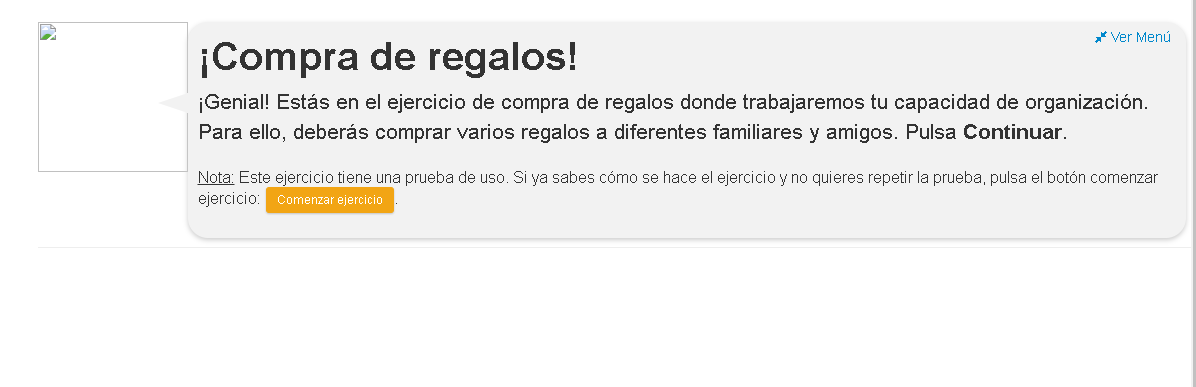 Ver Menú
¡Compra de regalos!
¡Genial! Estás en el ejercicio de compra de regalos donde trabajaremos tu capacidad de organización.
Para ello, deberás comprar varios regalos a diferentes familiares y amigos. Pulsa Continuar.
Nota: Este ejercicio tiene una prueba de uso. Si ya sabes cómo se hace el ejercicio y no quieres repetir la prueba, pulsa el botón comenzar
ejercicio: Comenzar ejercicio.